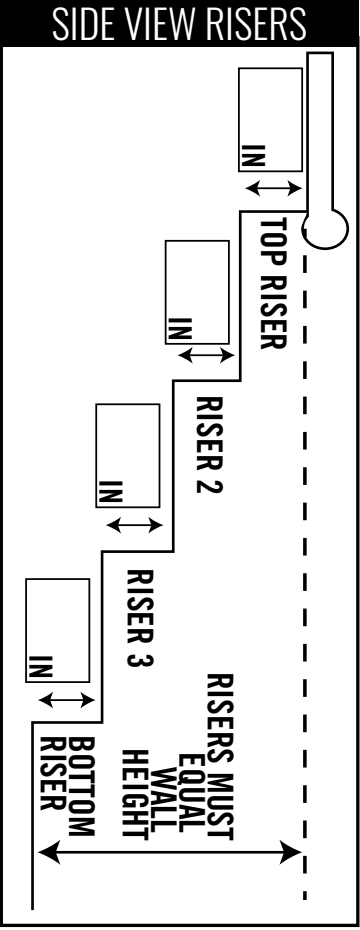 SIDE VIEW RISERS
IN
TOP RISER
IN
RISER 2
IN
RISER 3
IN
BOTTOM
RISER
RISERS MUST
EQUAL
WALL
HEIGHT